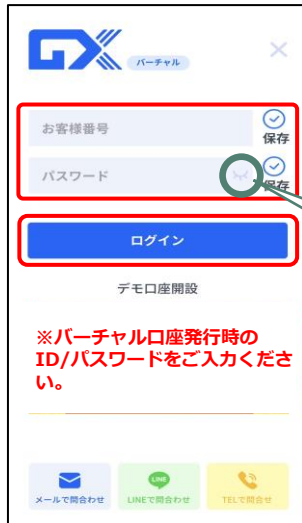 GX バーチャル
お客様番号
保存
パスワード
保存
ログイン
デモ口座開設
※バーチャル口座発行時の
ID/パスワードをご入力くださ
い。
メールで問合わせ
LINE
LINEで問合わせ
TELで問合せ